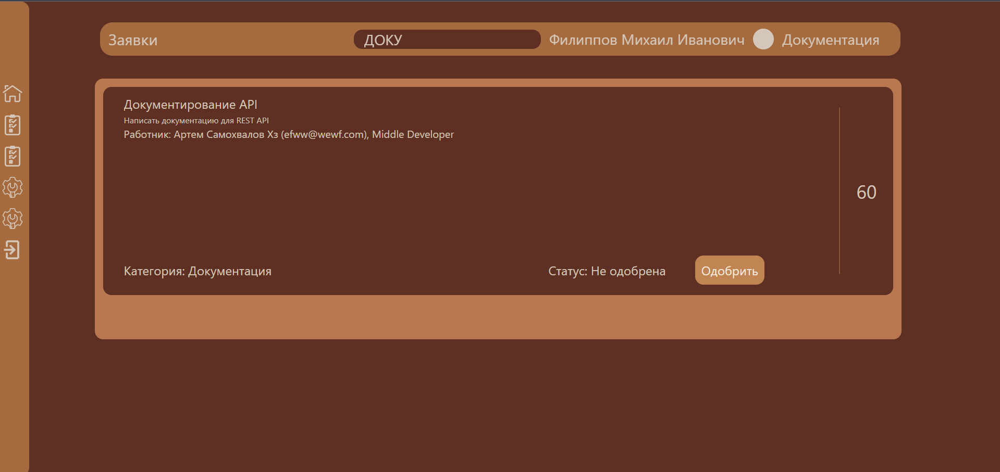 Заявки
ДОКУ
Филиппов Михаил Иванович
Документация
Документирование API
Написать документацию для REST API
Работник: Артем Самохвалов Хз (efww@wewf.com), Middle Developer
60
Категория: Документация
Статус: Не одобрена
Одобрить